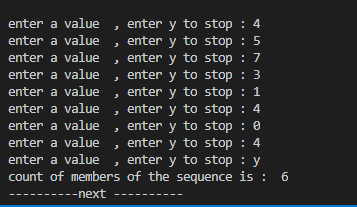 enter a value  , enter y to stop : 4
enter a value  , enter y to stop : 5
enter a value  , enter y to stop : 7
enter a value  , enter y to stop : 3
enter a value  , enter y to stop : 1
enter a value  , enter y to stop : 4
enter a value  , enter y to stop : 0
enter a value  , enter y to stop : 4
enter a value  , enter y to stop : y
count of members of the sequence is :  6
----------next ----------